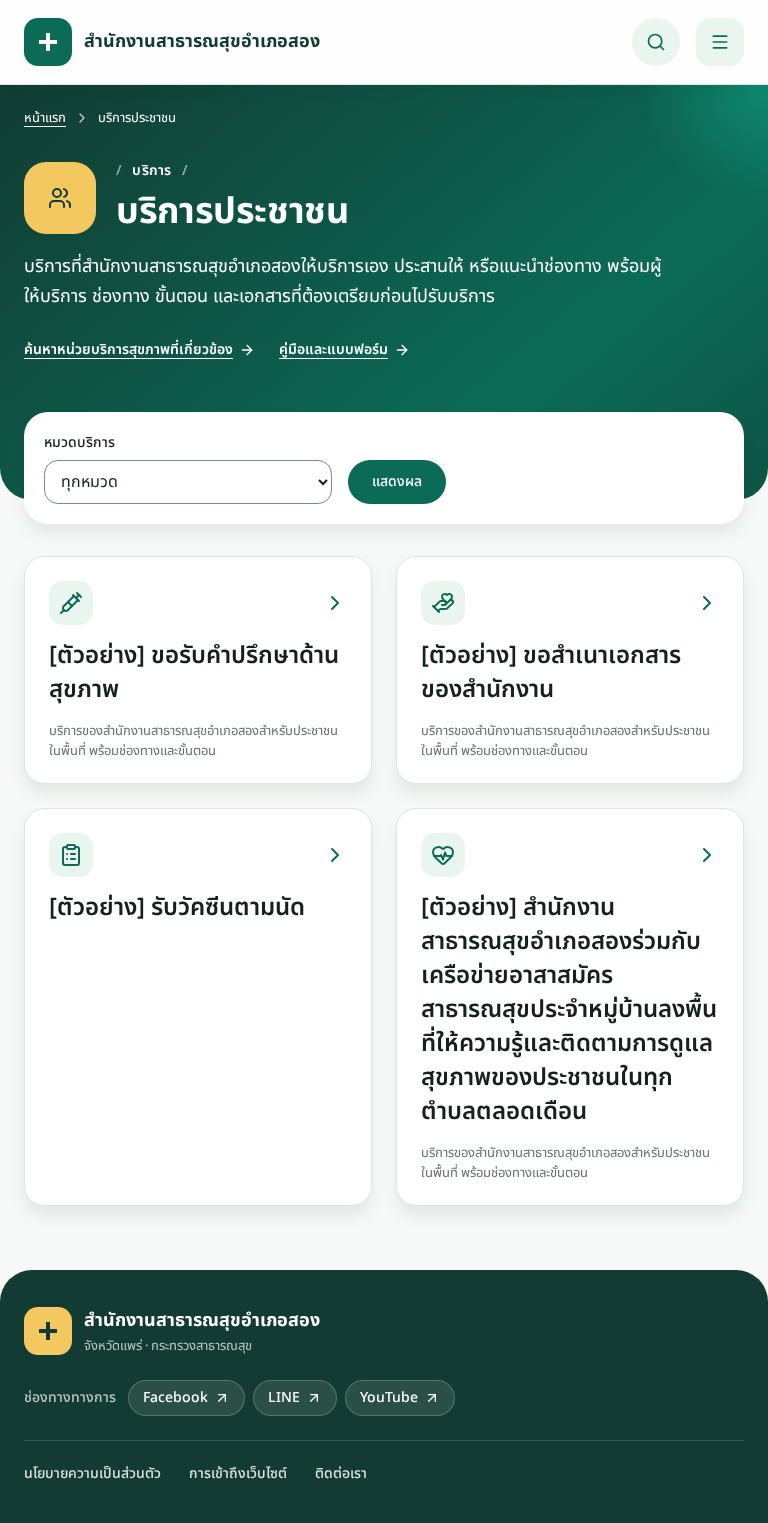 สำนักงานสาธารณสุขอำเภอสอง
หน้าแรก
บริการประชาชน
/ บริการ /
บริการประชาชน
บริการที่สำนักงานสาธารณสุขอำเภอสองให้บริการเอง ประสานให้ หรือแนะนำช่องทาง พร้อมผู้
ให้บริการ ช่องทาง ขั้นตอน และเอกสารที่ต้องเตรียมก่อนไปรับบริการ
ค้นหาหน่วยบริการสุขภาพที่เกี่ยวข้อง
คู่มือและแบบฟอร์ม
หมวดบริการ
ทุกหมวด
แสดงผล
[ตัวอย่าง] ขอรับคำปรึกษาด้าน
สุขภาพ
บริการของสำนักงานสาธารณสุขอำเภอสองสำหรับประชาชน
ในพื้นที่ พร้อมช่องทางและขั้นตอน
[ตัวอย่าง] ขอสำเนาเอกสาร
ของสำนักงาน
บริการของสำนักงานสาธารณสุขอำเภอสองสำหรับประชาชน
ในพื้นที่ พร้อมช่องทางและขั้นตอน
[ตัวอย่าง] รับวัคซีนตามนัด
[ตัวอย่าง] สำนักงาน
สาธารณสุขอำเภอสองร่วมกับ
เครือข่ายอาสาสมัคร
สาธารณสุขประจำหมู่บ้านลงพื้น
ที่ให้ความรู้และติดตามการดูแล
สุขภาพของประชาชนในทุก
ตำบลตลอดเดือน
บริการของสำนักงานสาธารณสุขอำเภอสองสำหรับประชาชน
ในพื้นที่ พร้อมช่องทางและขั้นตอน
สำนักงานสาธารณสุขอำเภอสอง
จังหวัดแพร่ · กระทรวงสาธารณสุข
ช่องทางทางการ
Facebook
LINE
YouTube
นโยบายความเป็นส่วนตัว
การเข้าถึงเว็บไซต์
ติดต่อเรา